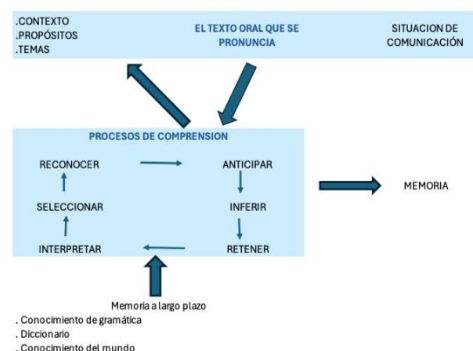 .CONTEXTO
.PROPÓSITOS
.TEMAS
EL TEXTO ORAL QUE SE
PRONUNCIA
SITUACION DE
COMUNICACIÓN
PROCESOS DE COMPRENSION
RECONOCER
ANTICIPAR
SELECCIONAR
INFERIR
INTERPRETAR
RETENER
MEMORIA
Memoria a largo plazo
. Conocimiento de gramática
. Diccionario
. Conocimiento del mundo